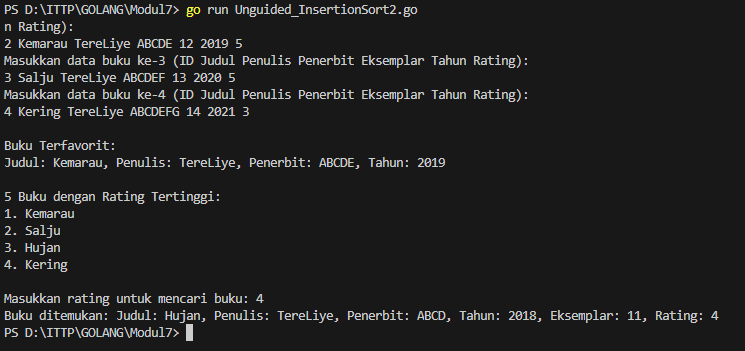 PS D:\ITTP\GOLANG\Modul7> go run Unguided_InsertionSort2.go
n Rating):
2 Kemarau TereLiye ABCDE 12 2019 5
Masukkan data buku ke-3 (ID Judul Penulis Penerbit Eksemplar Tahun Rating):
3 Salju TereLiye ABCDEF 13 2020 5
Masukkan data buku ke-4 (ID Judul Penulis Penerbit Eksemplar Tahun Rating):
4 Kering TereLiye ABCDEFG 14 2021 3
Buku Terfavorit:
Judul: Kemarau, Penulis: TereLiye, Penerbit: ABCDE, Tahun: 2019
5 Buku dengan Rating Tertinggi:
1. Kemarau
2. Salju
3. Hujan
4. Kering
Masukkan rating untuk mencari buku: 4
Buku ditemukan: Judul: Hujan, Penulis: TereLiye, Penerbit: ABCD, Tahun: 2018, Eksemplar: 11, Rating: 4
PS D:\ITTP\GOLANG\Modul7>